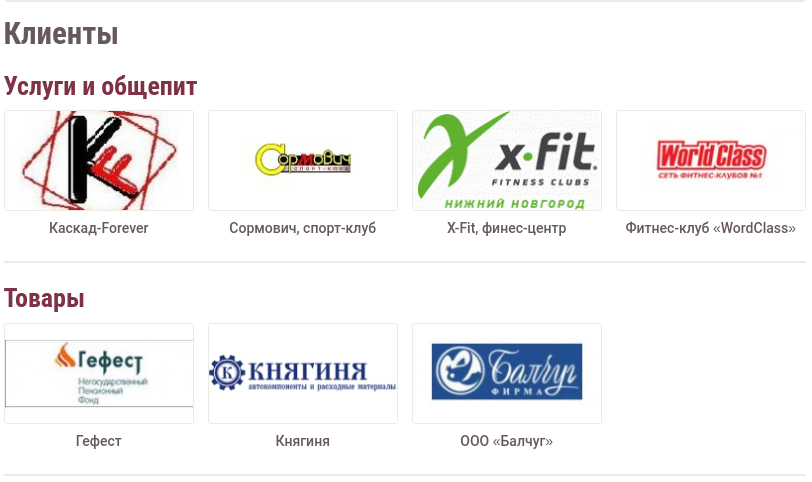 Клиенты
Услуги и общепит
KF
Сормович
СПОРТ-КЛУБ
x·fit.
FITNESS CLUBS
НИЖНИЙ НОВГОРОД
World Class
СЕТЬ ФИТНЕС-КЛУБОВ №1
Каскад-Forever
Сормович, спорт-клуб
X-Fit, финес-центр
Фитнес-клуб «WordClass»
Товары
Гефест
Негосударственный
Пенсионный
Фонд
К КНЯГИНЯ
автокомпоненты и расходные материалы
Балчуг
ФИРМА
Гефест
Княгиня
ООО «Балчуг»